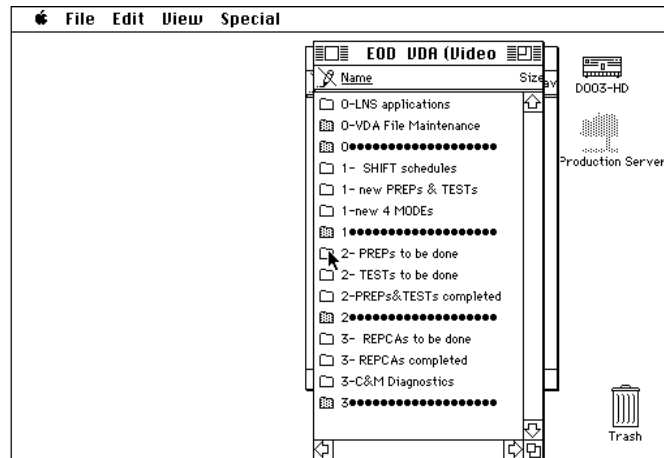 File Edit View Special
EOD VDA (Video
Name Size
av
0-LNS applications
0-VDA File Maintenance
0●●●●●●●●●●●●●●●●●●●
1- SHIFT schedules
1- new PREPs & TESTs
1-new 4 MODEs
1●●●●●●●●●●●●●●●●●●●
2- PREPs to be done
2- TESTs to be done
2-PREPs&TESTs completed
2●●●●●●●●●●●●●●●●●●●
3- REPCAs to be done
3- REPCAs completed
3-C&M Diagnostics
3●●●●●●●●●●●●●●●●●●●
D003-HD
Production Server
Trash